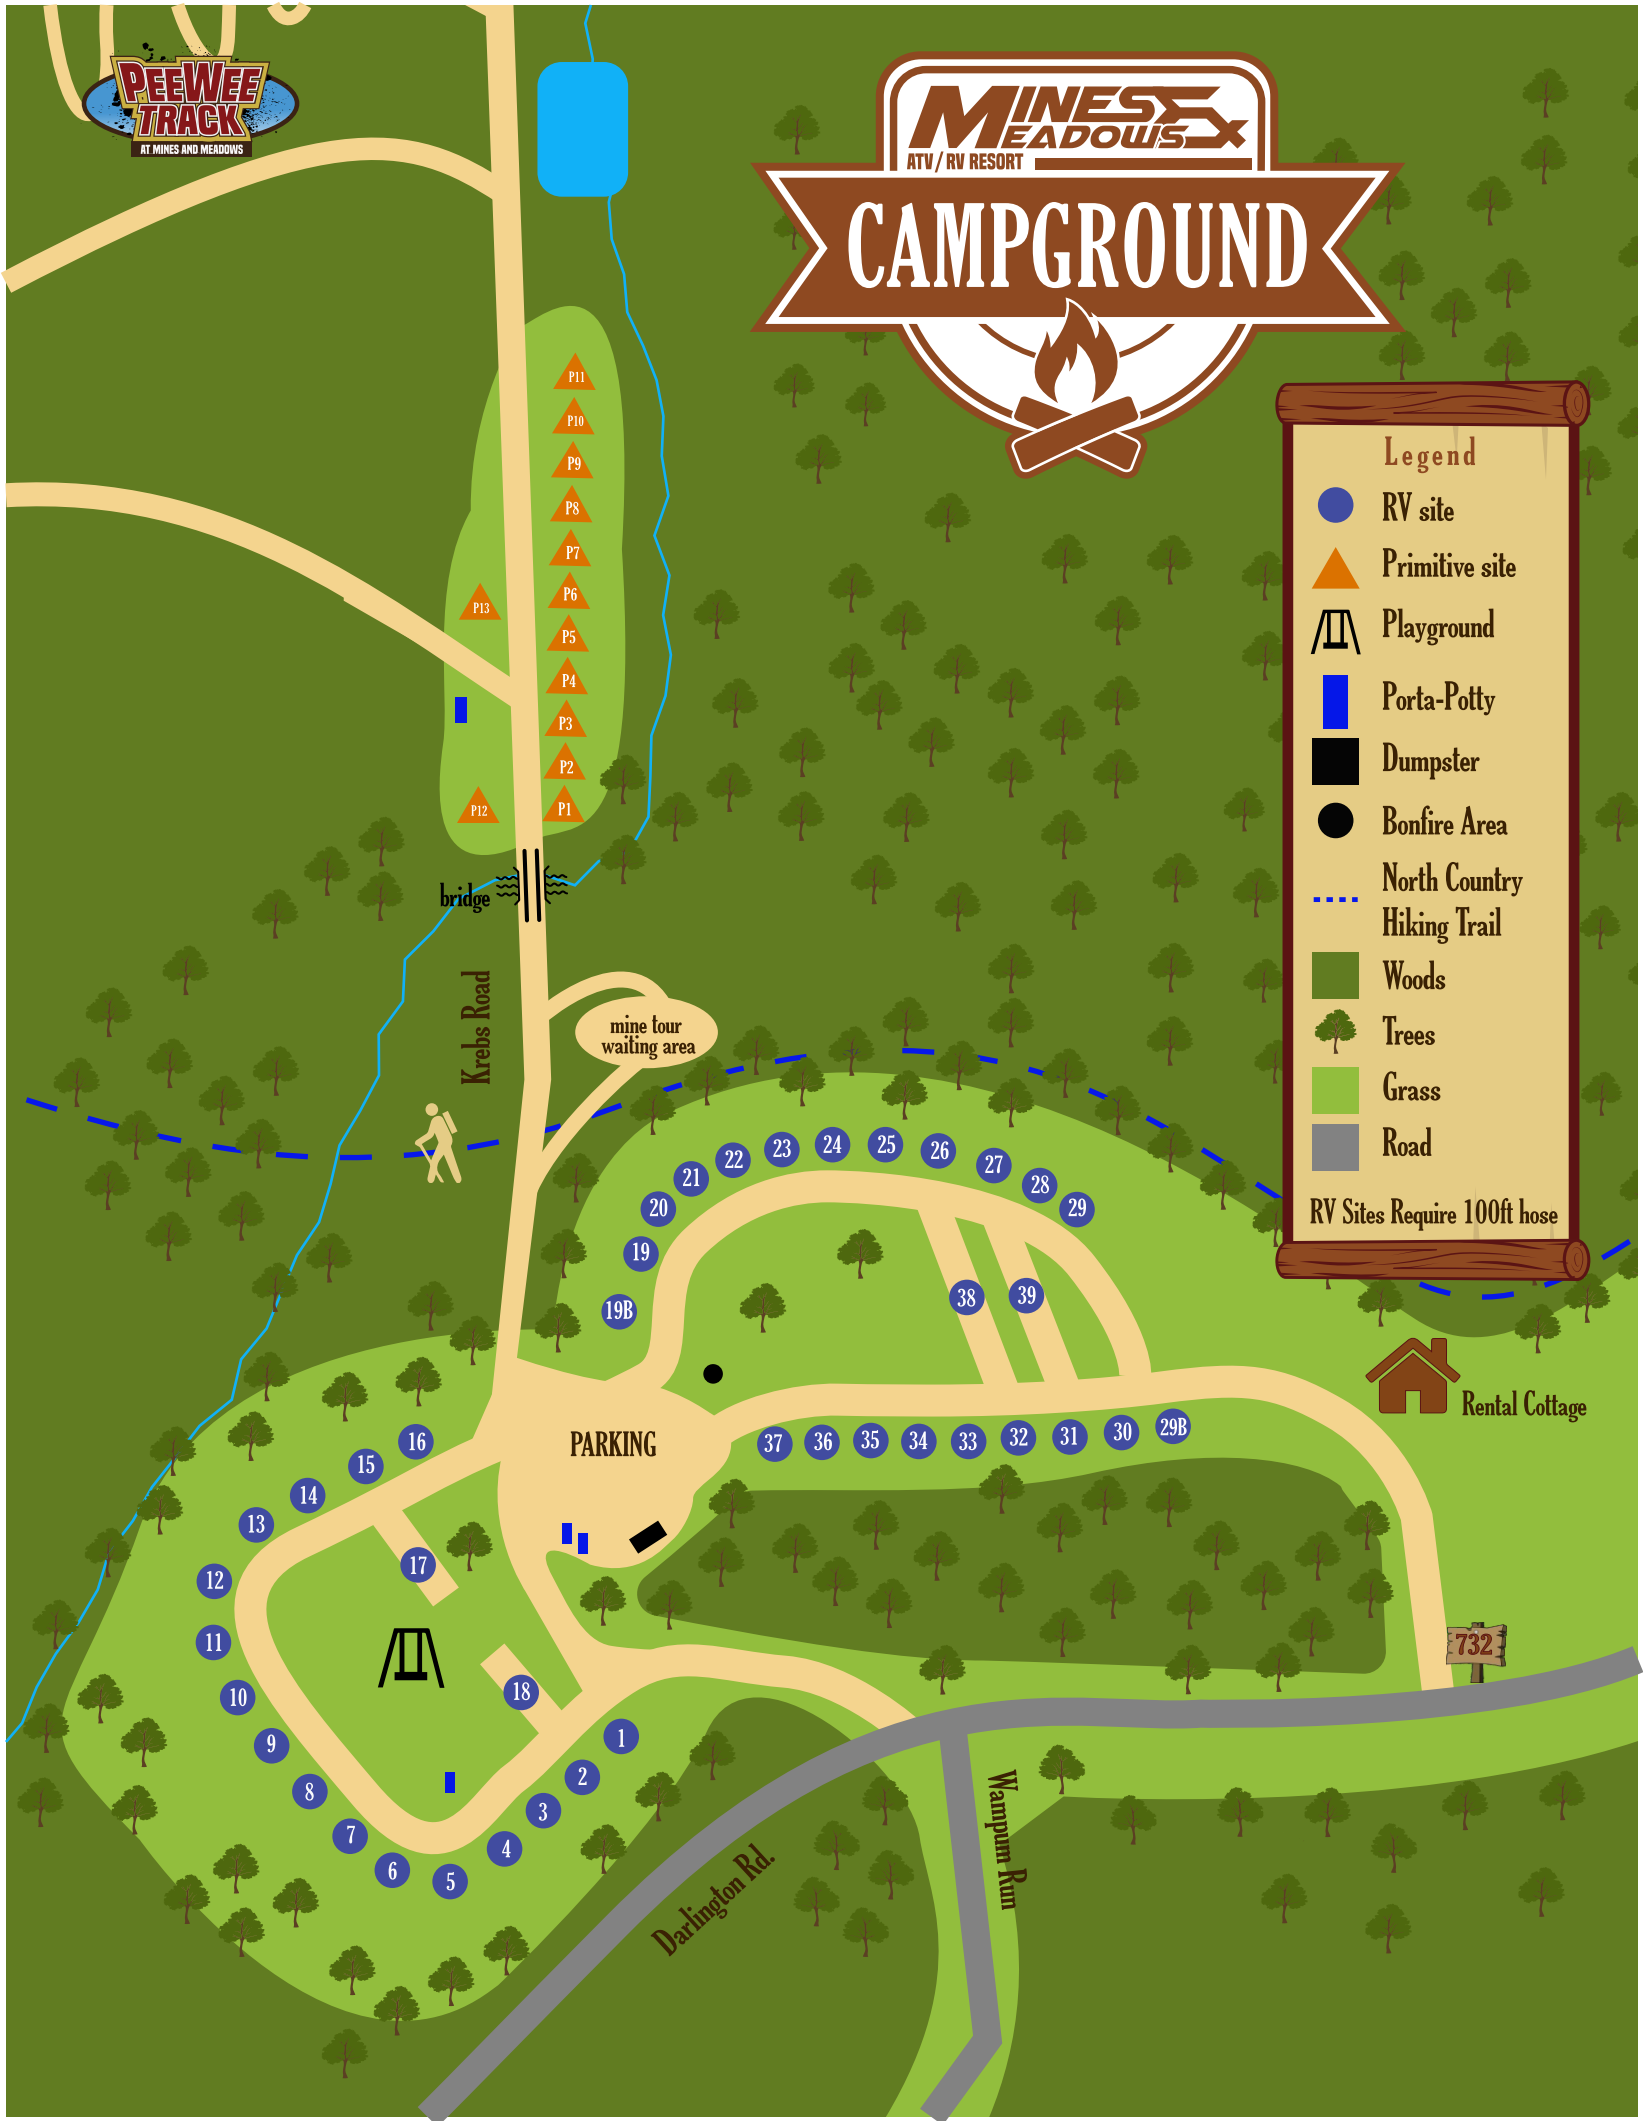 PEEWEE
TRACK
AT MINES AND MEADOWS
MINES &
MEADOWS
ATV / RV RESORT
CAMPGROUND
Legend
RV site
Primitive site
Playground
Porta-Potty
Dumpster
Bonfire Area
North Country
Hiking Trail
Woods
Trees
Grass
Road
RV Sites Require 100ft hose
P11
P10
P9
P8
P7
P6
P13
P5
P4
P3
P2
P12
P1
bridge
Krebs Road
mine tour
waiting area
19B
19
20
21
22
23
24
25
26
27
28
29
38
39
Rental Cottage
PARKING
37
36
35
34
33
32
31
30
29B
16
15
14
13
12
11
10
9
8
7
6
5
4
3
2
1
17
18
732
Wampum Run
Darlington Rd.